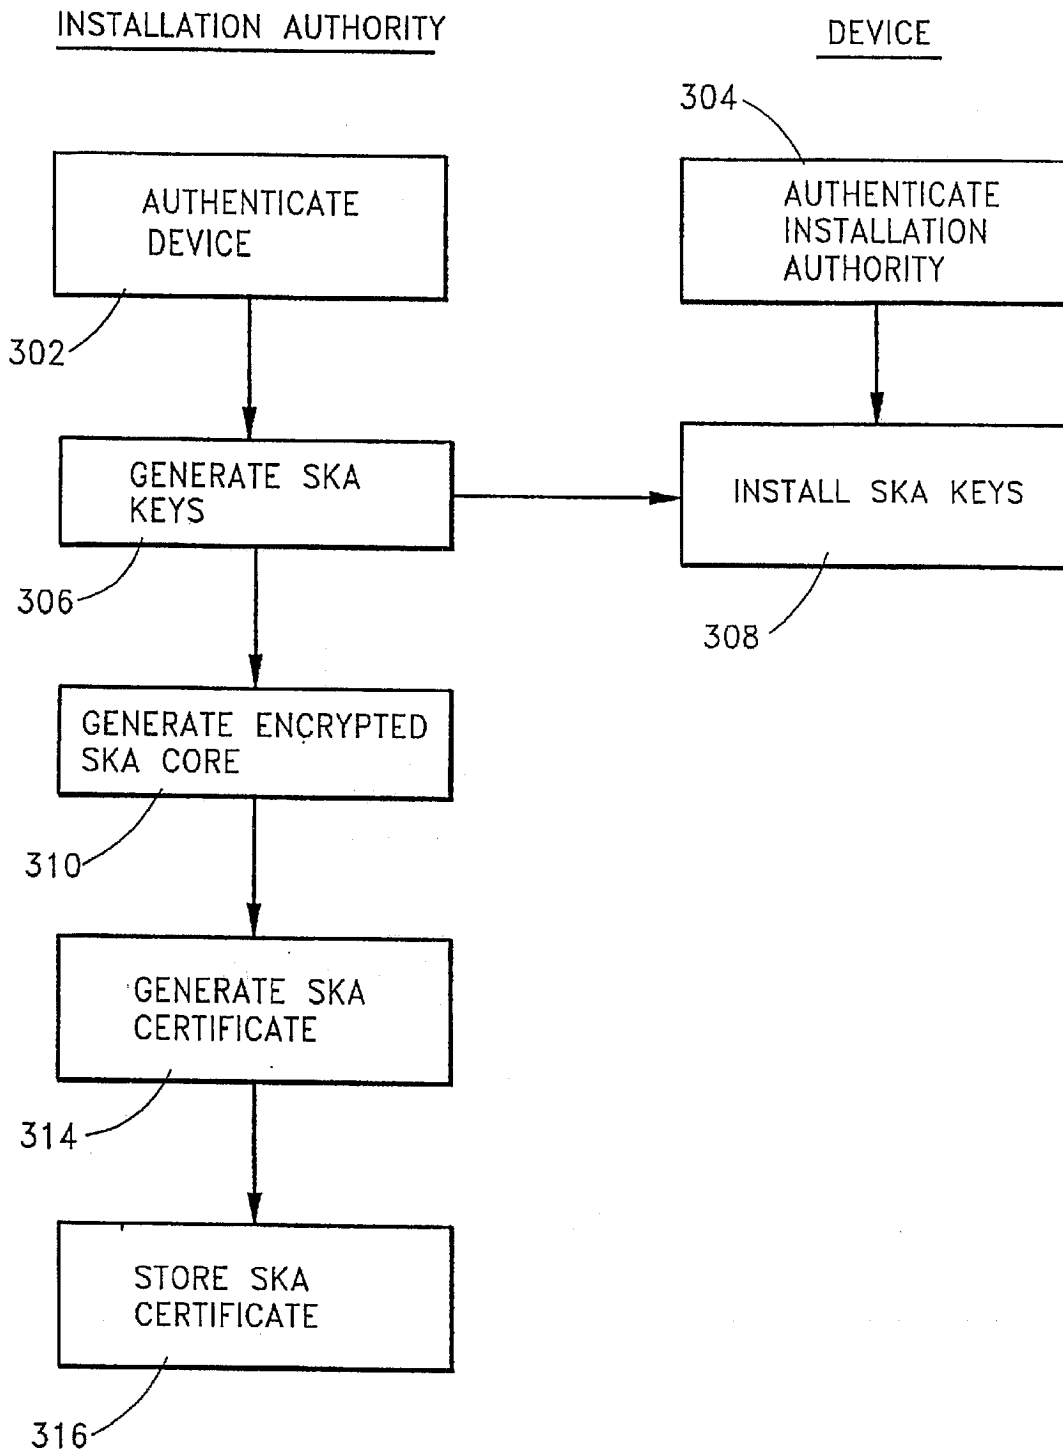 INSTALLATION AUTHORITY
DEVICE
304
AUTHENTICATE
DEVICE
AUTHENTICATE
INSTALLATION
AUTHORITY
302
GENERATE SKA
KEYS
INSTALL SKA KEYS
306
308
GENERATE ENCRYPTED
SKA CORE
310
GENERATE SKA
CERTIFICATE
314
STORE SKA
CERTIFICATE
316